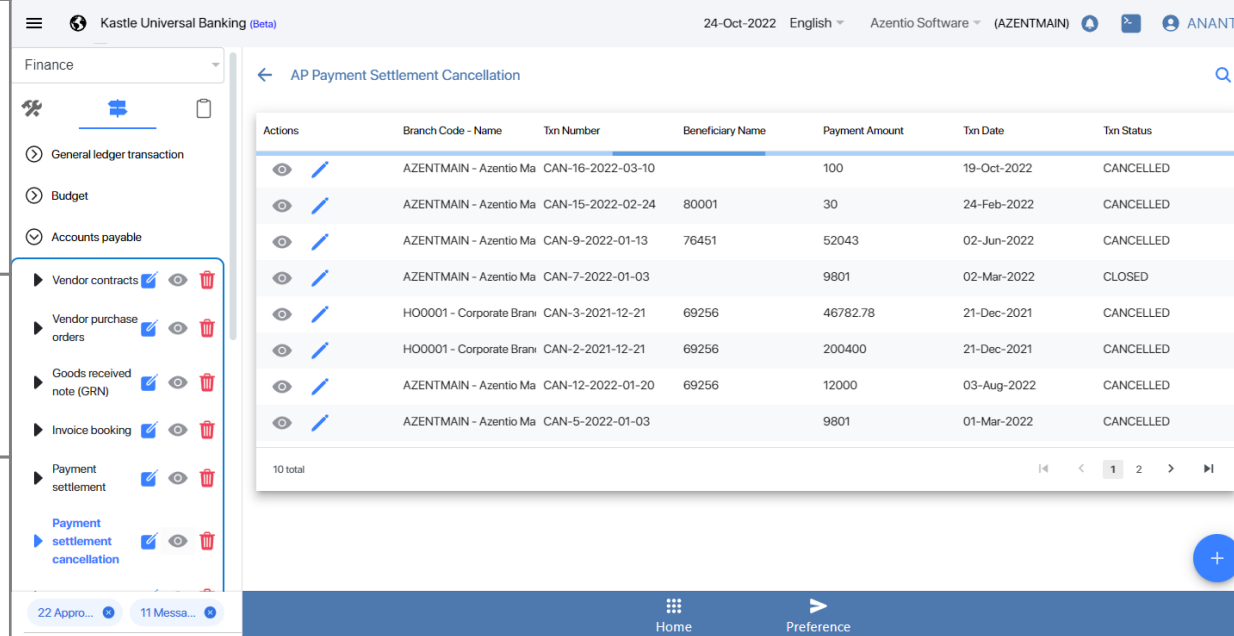 Kastle Universal Banking (Beta)
24-Oct-2022 English Azentio Software (AZENTMAIN) ANANT
Finance
General ledger transaction
Budget
Accounts payable
Vendor contracts
Vendor purchase
orders
Goods received
note (GRN)
Invoice booking
Payment
settlement
Payment
settlement
cancellation
22 Appro...
11 Messa...
AP Payment Settlement Cancellation
Actions Branch Code - Name Txn Number Beneficiary Name Payment Amount Txn Date Txn Status
AZENTMAIN - Azentio Ma CAN-16-2022-03-10 100 19-Oct-2022 CANCELLED
AZENTMAIN - Azentio Ma CAN-15-2022-02-24 80001 30 24-Feb-2022 CANCELLED
AZENTMAIN - Azentio Ma CAN-9-2022-01-13 76451 52043 02-Jun-2022 CANCELLED
AZENTMAIN - Azentio Ma CAN-7-2022-01-03 9801 02-Mar-2022 CLOSED
HO0001 - Corporate Bran CAN-3-2021-12-21 69256 46782.78 21-Dec-2021 CANCELLED
HO0001 - Corporate Bran CAN-2-2021-12-21 69256 200400 21-Dec-2021 CANCELLED
AZENTMAIN - Azentio Ma CAN-12-2022-01-20 69256 12000 03-Aug-2022 CANCELLED
AZENTMAIN - Azentio Ma CAN-5-2022-01-03 9801 01-Mar-2022 CANCELLED
10 total
1 2
Home
Preference